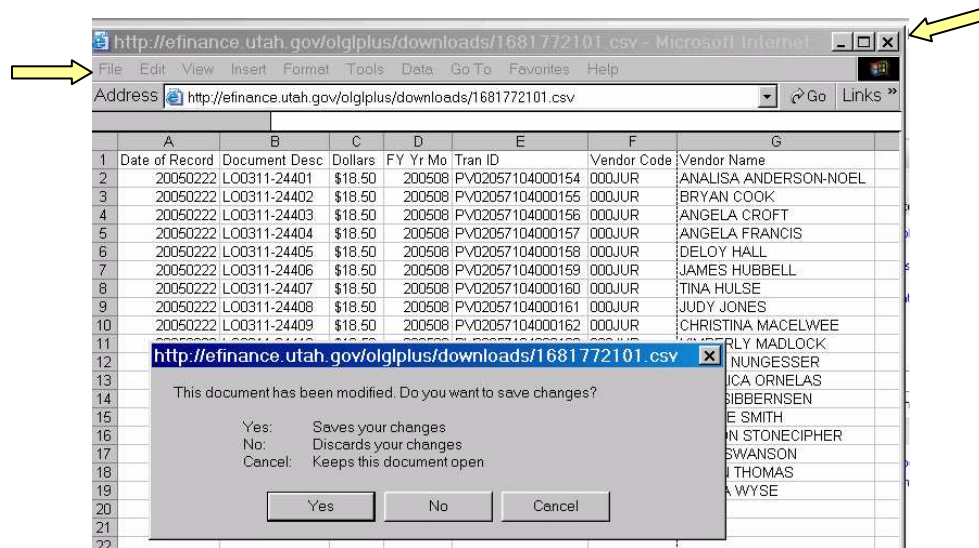 http://efinance.utah.gov/olglplus/downloads/1681772101.csv - Microsoft Internet
File Edit View Insert Format Tools Data Go To Favorites Help
Address http://efinance.utah.gov/olglplus/downloads/1681772101.csv Go Links »
A B C D E F G
1 Date of Record Document Desc Dollars FY Yr Mo Tran ID Vendor Code Vendor Name
2 20050222 LO0311-24401 $18.50 200508 PV02057104000154 000JUR ANALISA ANDERSON-NOEL
3 20050222 LO0311-24402 $18.50 200508 PV02057104000155 000JUR BRYAN COOK
4 20050222 LO0311-24403 $18.50 200508 PV02057104000156 000JUR ANGELA CROFT
5 20050222 LO0311-24404 $18.50 200508 PV02057104000157 000JUR ANGELA FRANCIS
6 20050222 LO0311-24405 $18.50 200508 PV02057104000158 000JUR DELOY HALL
7 20050222 LO0311-24406 $18.50 200508 PV02057104000159 000JUR JAMES HUBBELL
8 20050222 LO0311-24407 $18.50 200508 PV02057104000160 000JUR TINA HULSE
9 20050222 LO0311-24408 $18.50 200508 PV02057104000161 000JUR JUDY JONES
10 20050222 LO0311-24409 $18.50 200508 PV02057104000162 000JUR CHRISTINA MACELWEE
11 MADLOCK
12 NUNGESSER
13 ORNELAS
14 SIBBERNSEN
15 SMITH
16 STONECIPHER
17 SWANSON
18 THOMAS
19 WYSE
20
21
22
http://efinance.utah.gov/olglplus/downloads/1681772101.csv
This document has been modified. Do you want to save changes?
Yes: Saves your changes
No: Discards your changes
Cancel: Keeps this document open
Yes No Cancel